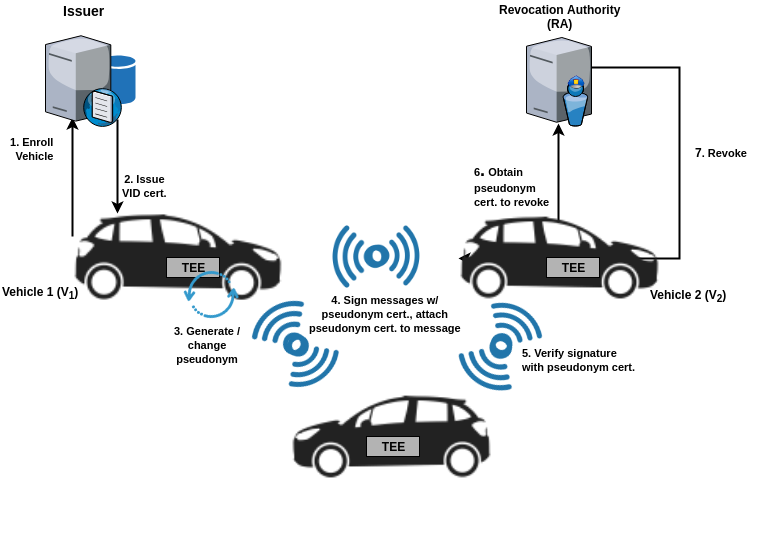 Issuer
Revocation Authority
(RA)
1. Enroll
Vehicle
2. Issue
VID cert.
6. Obtain
pseudonym
cert. to revoke
7. Revoke
TEE
TEE
Vehicle 1 (V1)
Vehicle 2 (V2)
3. Generate /
change
pseudonym
4. Sign messages w/
pseudonym cert., attach
pseudonym cert. to message
5. Verify signature
with pseudonym cert.
TEE